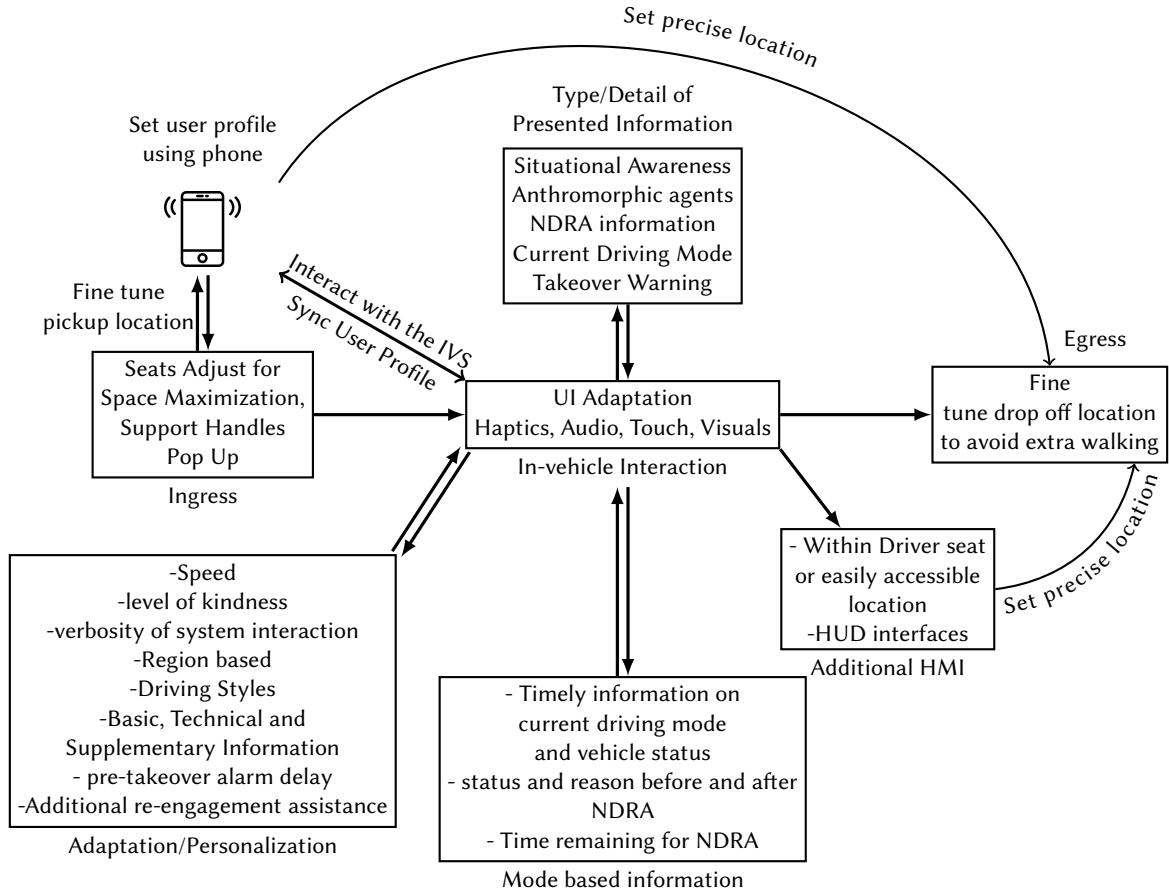 Set precise location
Type/Detail of
Presented Information
Set user profile
using phone
Situational Awareness
Anthromorphic agents
NDRA information
Current Driving Mode
Takeover Warning
Fine tune
pickup location
Interact with the IVS
Sync User Profile
Egress
Seats Adjust for
Space Maximization,
Support Handles
Pop Up
Ingress
UI Adaptation
Haptics, Audio, Touch, Visuals
In-vehicle Interaction
Fine
tune drop off location
to avoid extra walking
Set precise location
- Within Driver seat
or easily accessible
location
-HUD interfaces
Additional HMI
-Speed
-level of kindness
-verbosity of system interaction
-Region based
-Driving Styles
-Basic, Technical and
Supplementary Information
- pre-takeover alarm delay
-Additional re-engagement assistance
Adaptation/Personalization
- Timely information on
current driving mode
and vehicle status
- status and reason before and after
NDRA
- Time remaining for NDRA
Mode based information